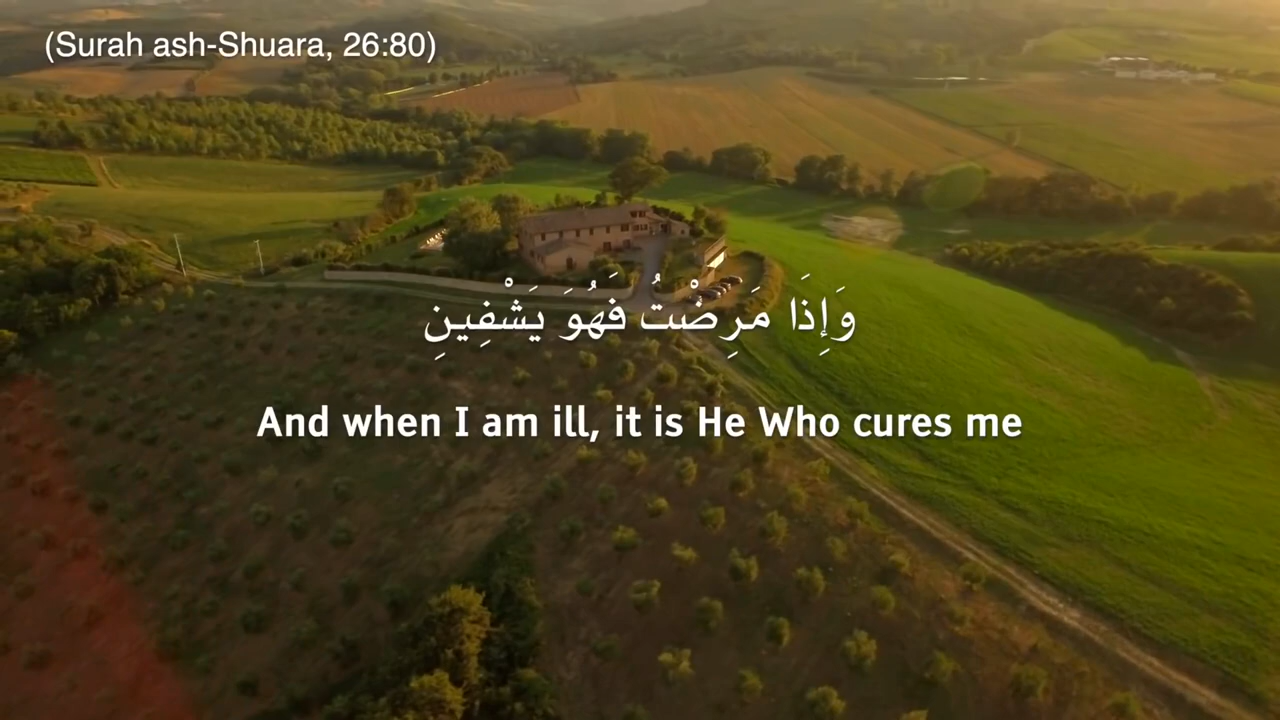 (Surah ash-Shuara, 26:80)
وَإِذَا مَرِضْتُ فَهُوَ يَشْفِينِ
And when I am ill, it is He Who cures me